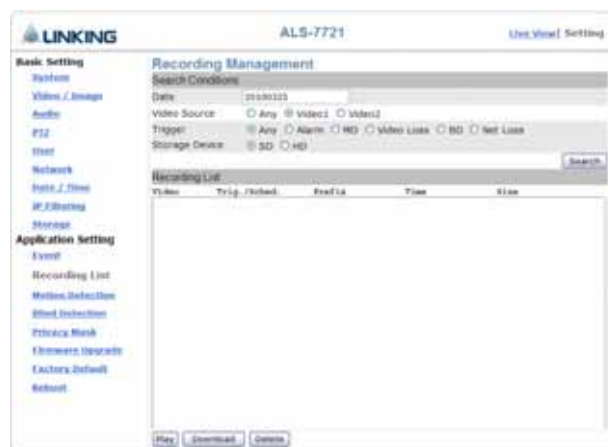 LINKING
ALS-7721
Live View| Setting
Basic Setting
System
Video / Image
Audio
PTZ
User
Network
Date / Time
IP Filtering
Storage
Application Setting
Event
Recording List
Motion Detection
Blind Detection
Privacy Mask
Firmware Upgrade
Factory Default
Reboot
Recording Management
Search Conditions
Date
Video Source Any Video1 Video2
Trigger Any Alarm MD Video Loss BD Net Loss
Storage Device SD HD
Search
Recording List
Video Trig./Sched. Prefix Time Size
Play Download Delete